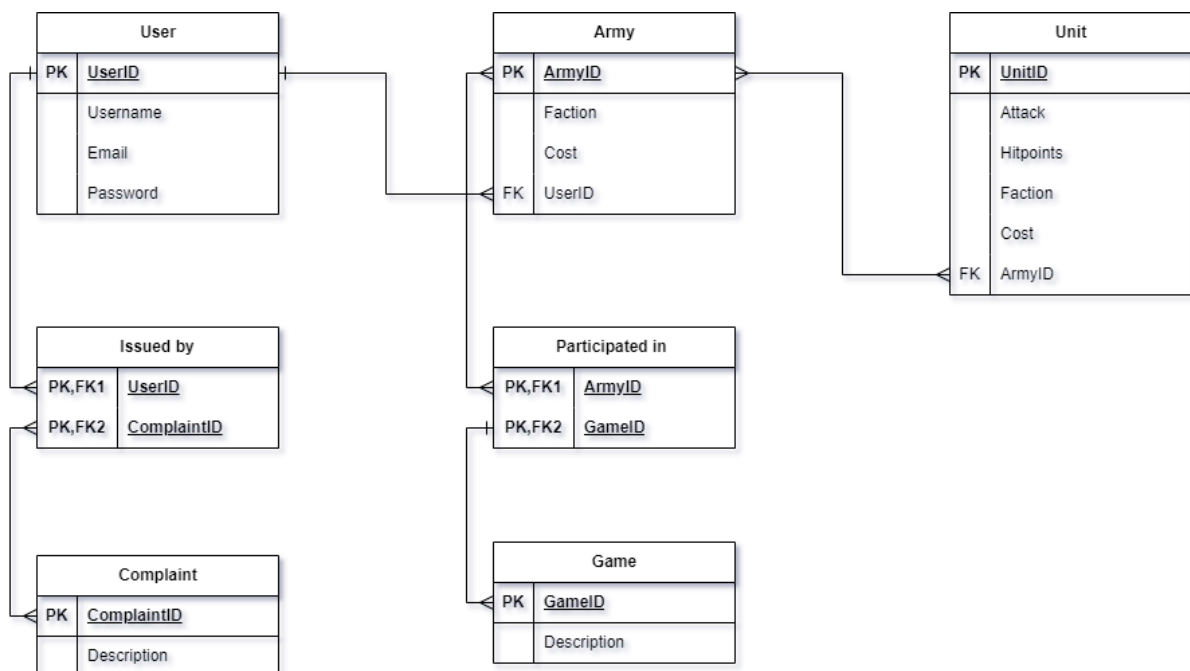 User
PK UserID
Username
Email
Password
Army
PK ArmyID
Faction
Cost
FK UserID
Unit
PK UnitID
Attack
Hitpoints
Faction
Cost
FK ArmyID
Issued by
PK,FK1 UserID
PK,FK2 ComplaintID
Participated in
PK,FK1 ArmyID
PK,FK2 GameID
Complaint
PK ComplaintID
Description
Game
PK GameID
Description